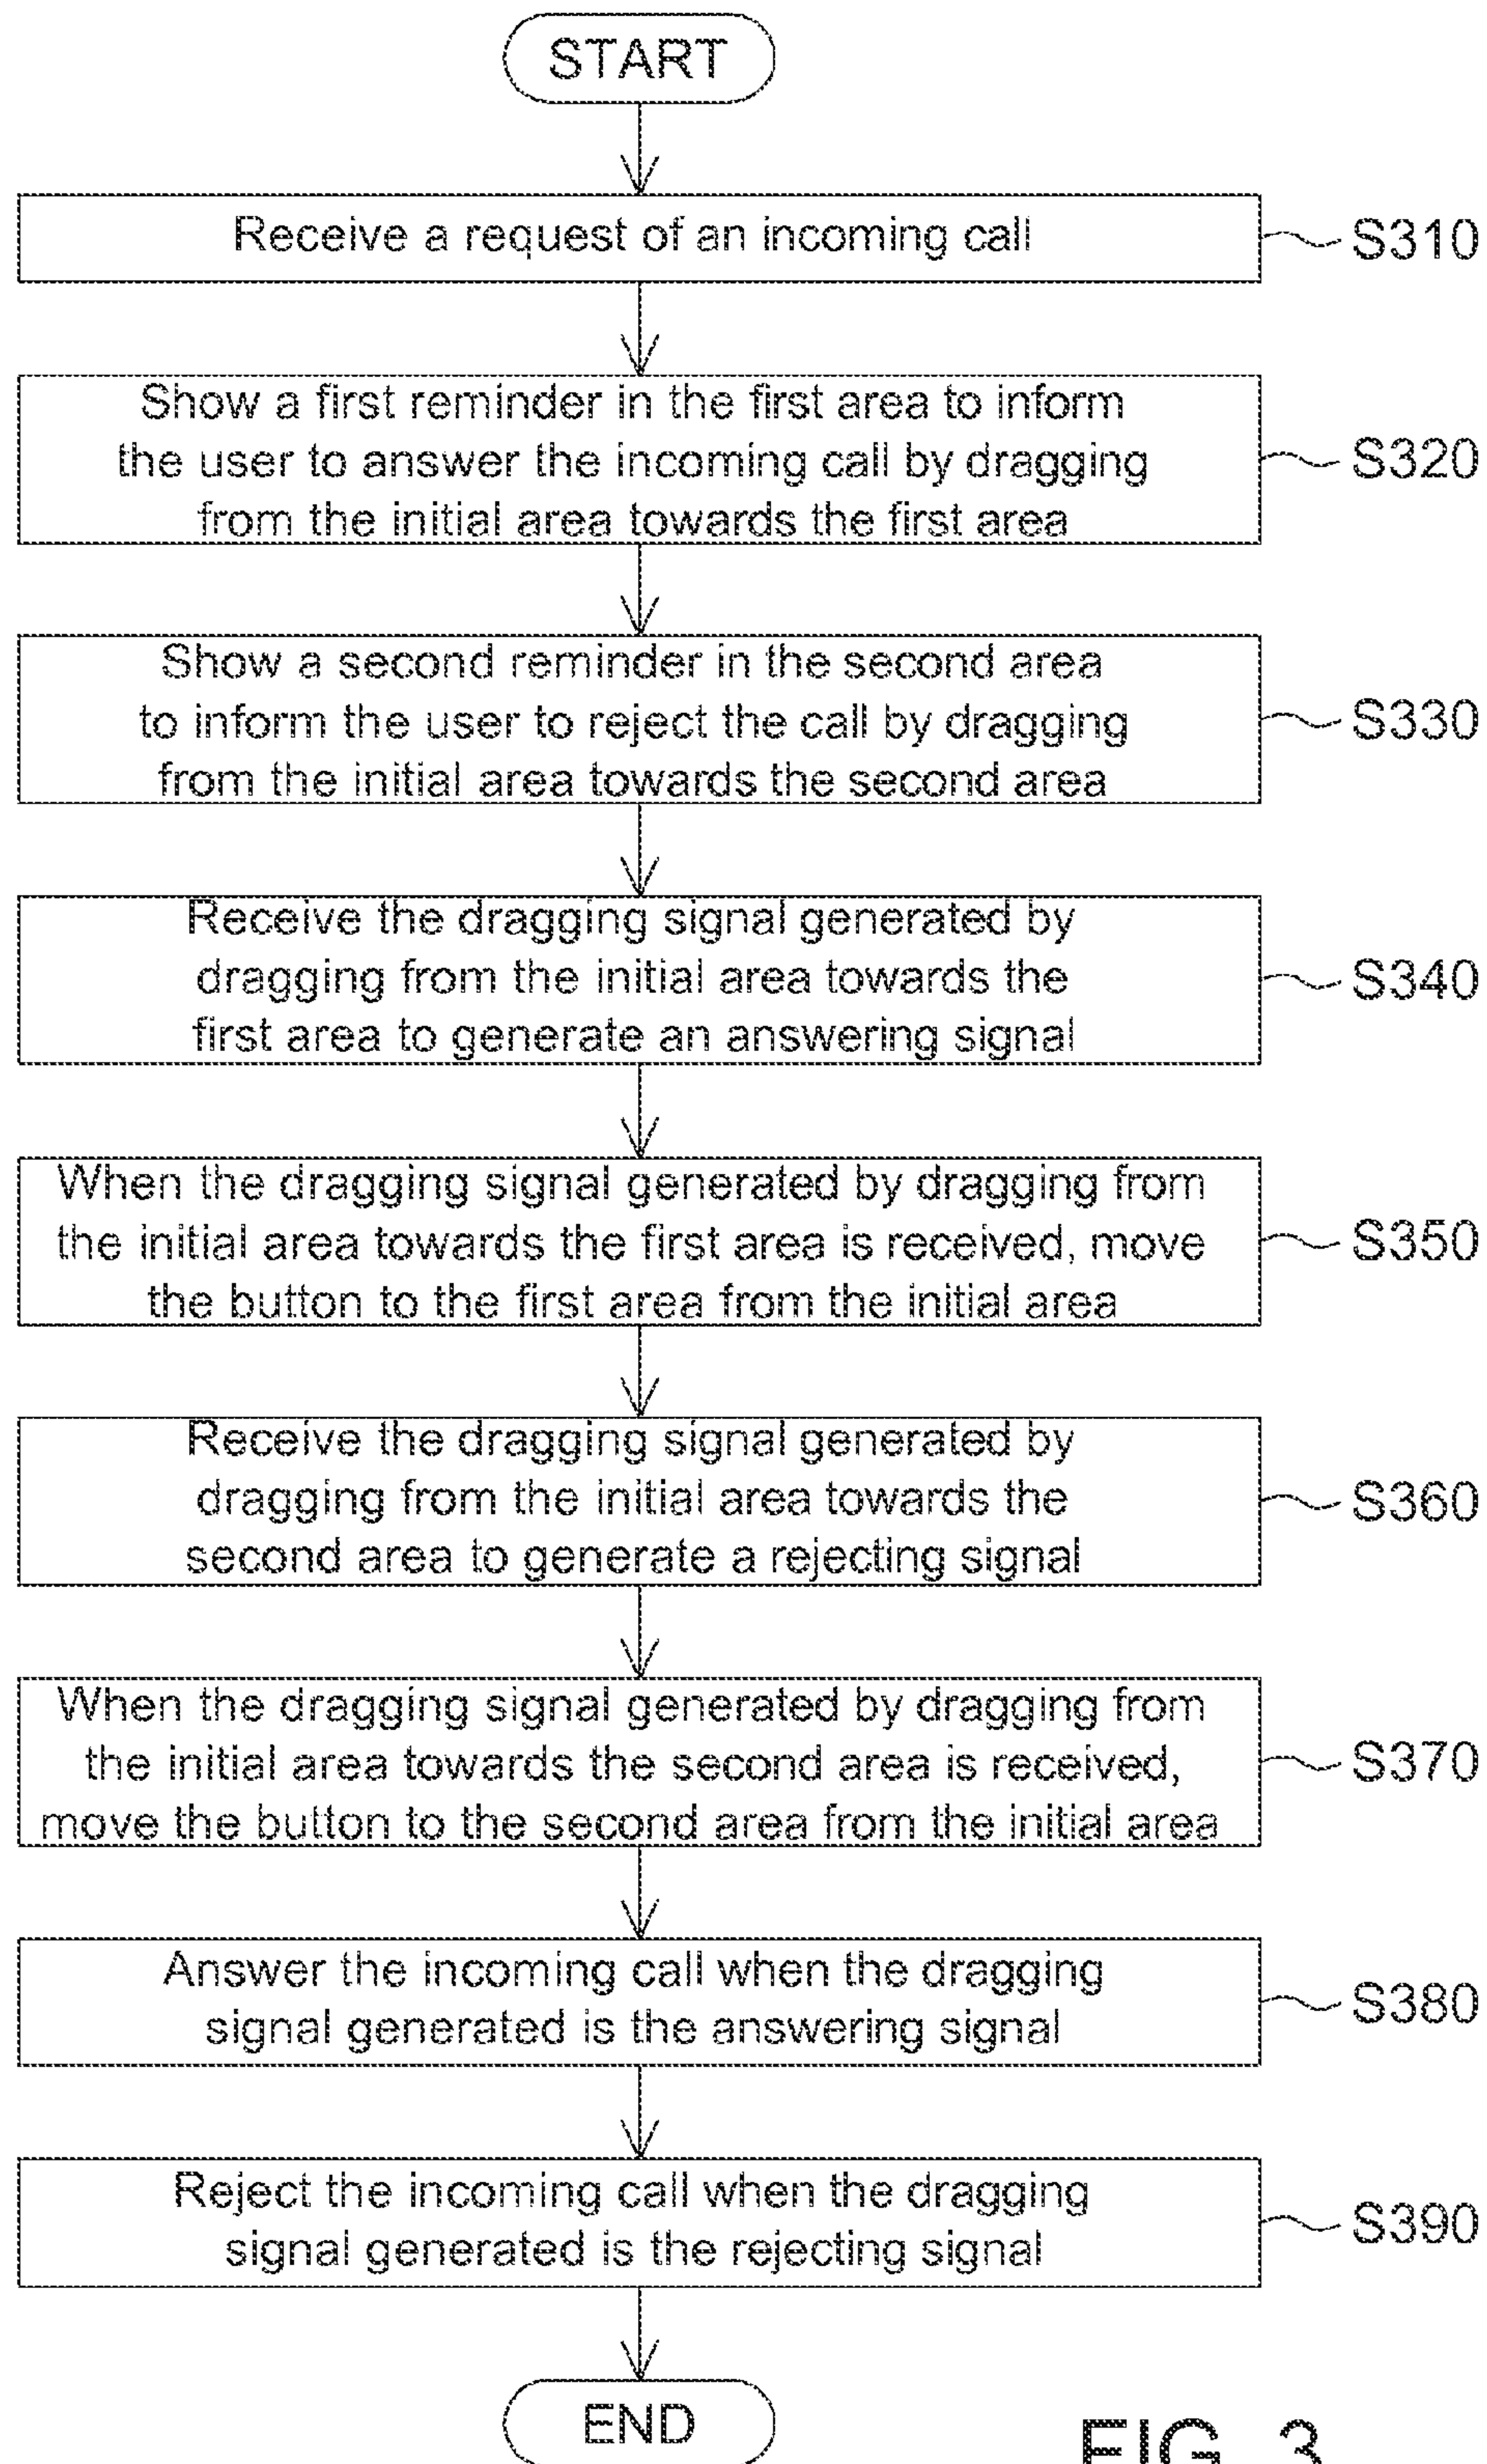 START
Receive a request of an incoming call
S310
Show a first reminder in the first area to inform
the user to answer the incoming call by dragging
from the initial area towards the first area
S320
Show a second reminder in the second area
to inform the user to reject the call by dragging
from the initial area towards the second area
S330
Receive the dragging signal generated by
dragging from the initial area towards the
first area to generate an answering signal
S340
When the dragging signal generated by dragging from
the initial area towards the first area is received, move
the button to the first area from the initial area
S350
Receive the dragging signal generated by
dragging from the initial area towards the
second area to generate a rejecting signal
S360
When the dragging signal generated by dragging from
the initial area towards the second area is received,
move the button to the second area from the initial area
S370
Answer the incoming call when the dragging
signal generated is the answering signal
S380
Reject the incoming call when the dragging
signal generated is the rejecting signal
S390
END
FIG. 3